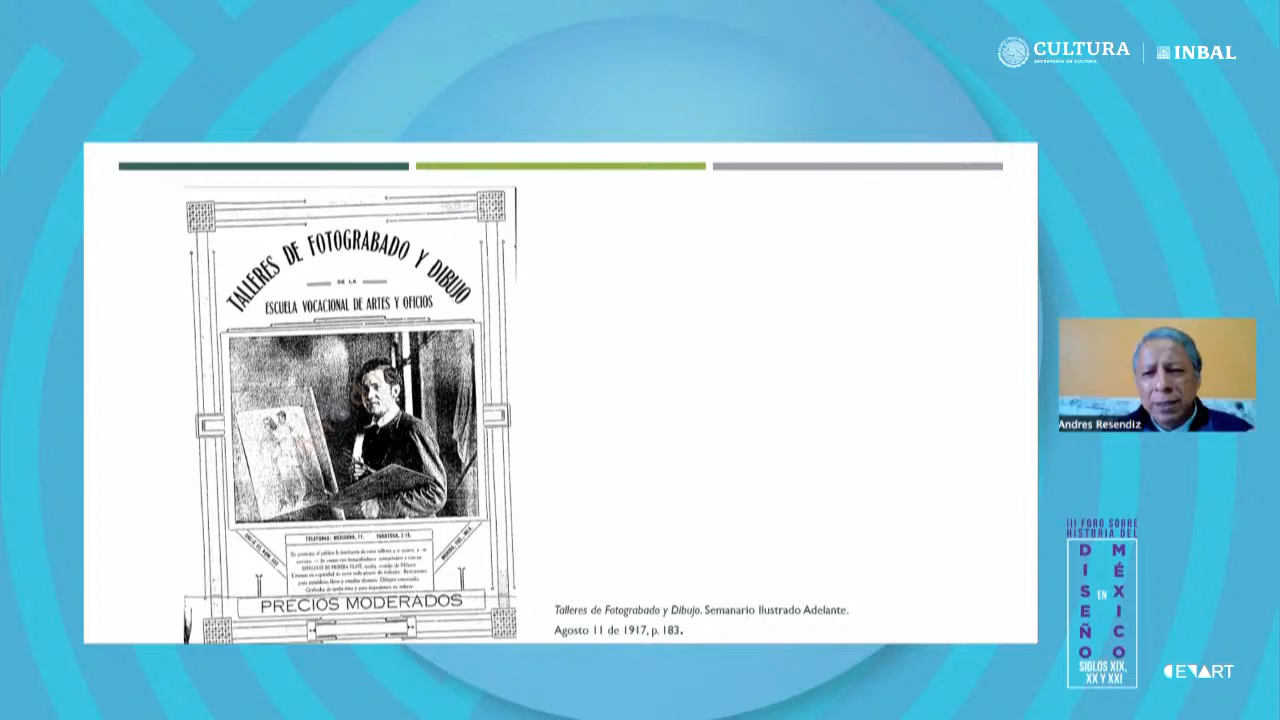 CULTURA
SECRETARÍA DE CULTURA
INBAL
TALLERES DE FOTOGRABADO Y DIBUJO
DE LA
ESCUELA VOCACIONAL DE ARTES Y OFICIOS
PRECIOS MODERADOS
Talleres de Fotograbado y Dibujo. Semanario Ilustrado Adelante.
Agosto 11 de 1917, p. 183.
Andres Resendiz
III FORO SOBRE
HISTORIA DEL
DISEÑO
EN
MÉXICO
SIGLOS XIX,
XX Y XXI
CENART